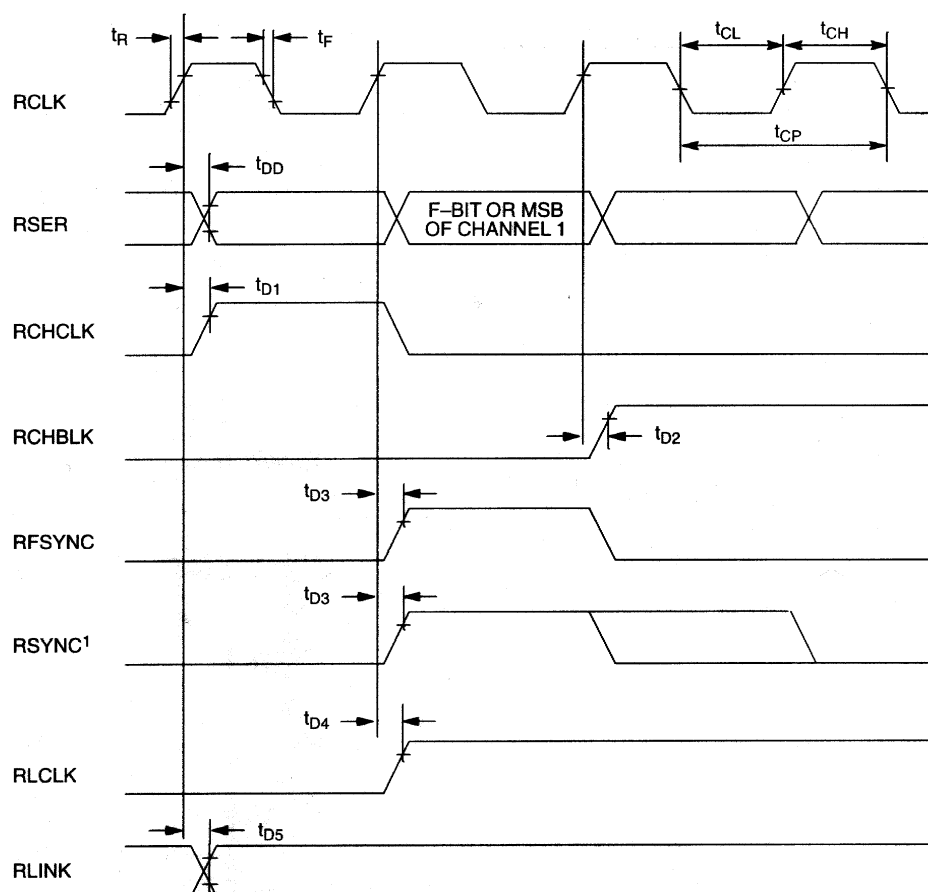 tR
tF
tCL
tCH
RCLK
tCP
tDD
RSER
F–BIT OR MSB
OF CHANNEL 1
tD1
RCHCLK
RCHBLK
tD2
tD3
RFSYNC
tD3
RSYNC1
tD4
RLCLK
tD5
RLINK